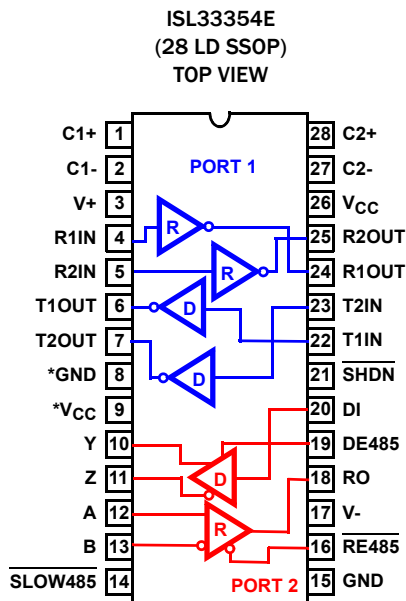 ISL33354E
(28 LD SSOP)
TOP VIEW
PORT 1
C1+ 1 28 C2+
C1- 2 27 C2-
V+ 3 26 VCC
R
R1IN 4 25 R2OUT
R2IN 5 R 24 R1OUT
T1OUT 6 D 23 T2IN
T2OUT 7 22 T1IN
*GND 8 D 21 SHDN
*VCC 9 20 DI
Y 10 19 DE485
Z 11 D 18 RO
A 12 17 V-
R
B 13 16 RE485
SLOW485 14 PORT 2 15 GND